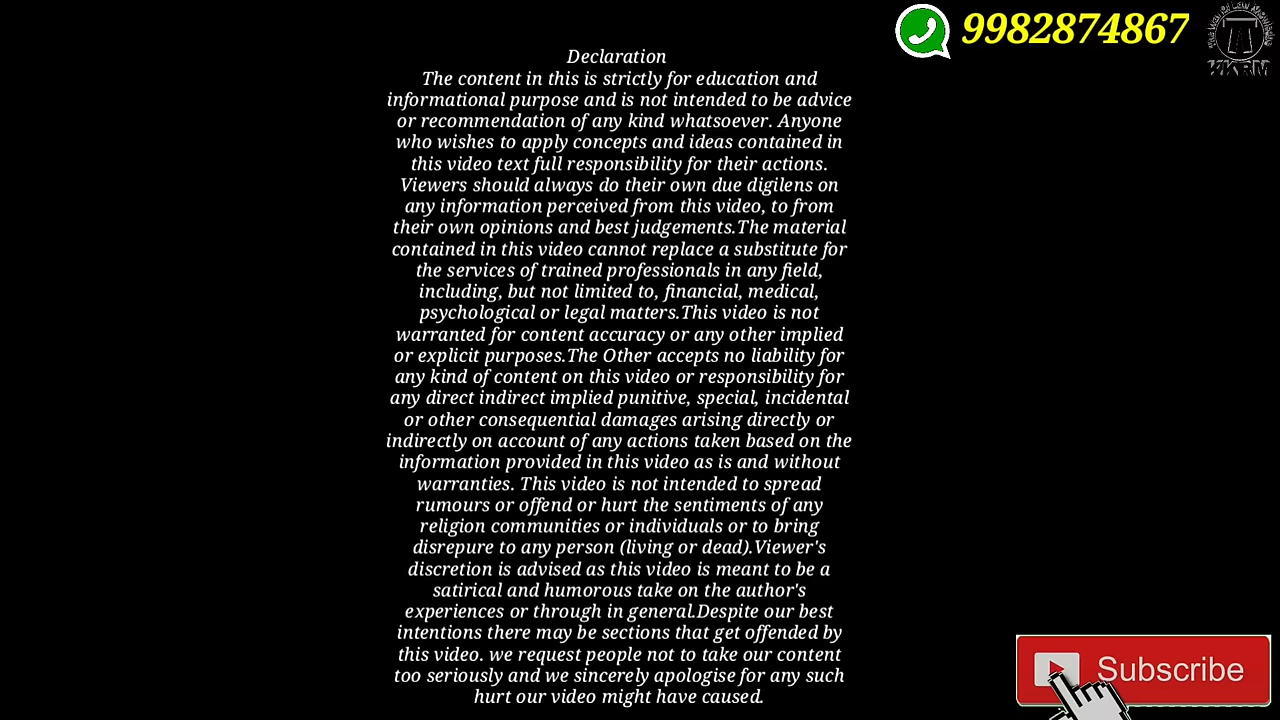 9982874867
YKRM
Declaration
The content in this is strictly for education and
informational purpose and is not intended to be advice
or recommendation of any kind whatsoever. Anyone
who wishes to apply concepts and ideas contained in
this video text full responsibility for their actions.
Viewers should always do their own due digilens on
any information perceived from this video, to from
their own opinions and best judgements.The material
contained in this video cannot replace a substitute for
the services of trained professionals in any field,
including, but not limited to, financial, medical,
psychological or legal matters.This video is not
warranted for content accuracy or any other implied
or explicit purposes.The Other accepts no liability for
any kind of content on this video or responsibility for
any direct indirect implied punitive, special, incidental
or other consequential damages arising directly or
indirectly on account of any actions taken based on the
information provided in this video as is and without
warranties. This video is not intended to spread
rumours or offend or hurt the sentiments of any
religion communities or individuals or to bring
disrepure to any person (living or dead).Viewer's
discretion is advised as this video is meant to be a
satirical and humorous take on the author's
experiences or through in general.Despite our best
intentions there may be sections that get offended by
this video. we request people not to take our content
too seriously and we sincerely apologise for any such
hurt our video might have caused.
Subscribe